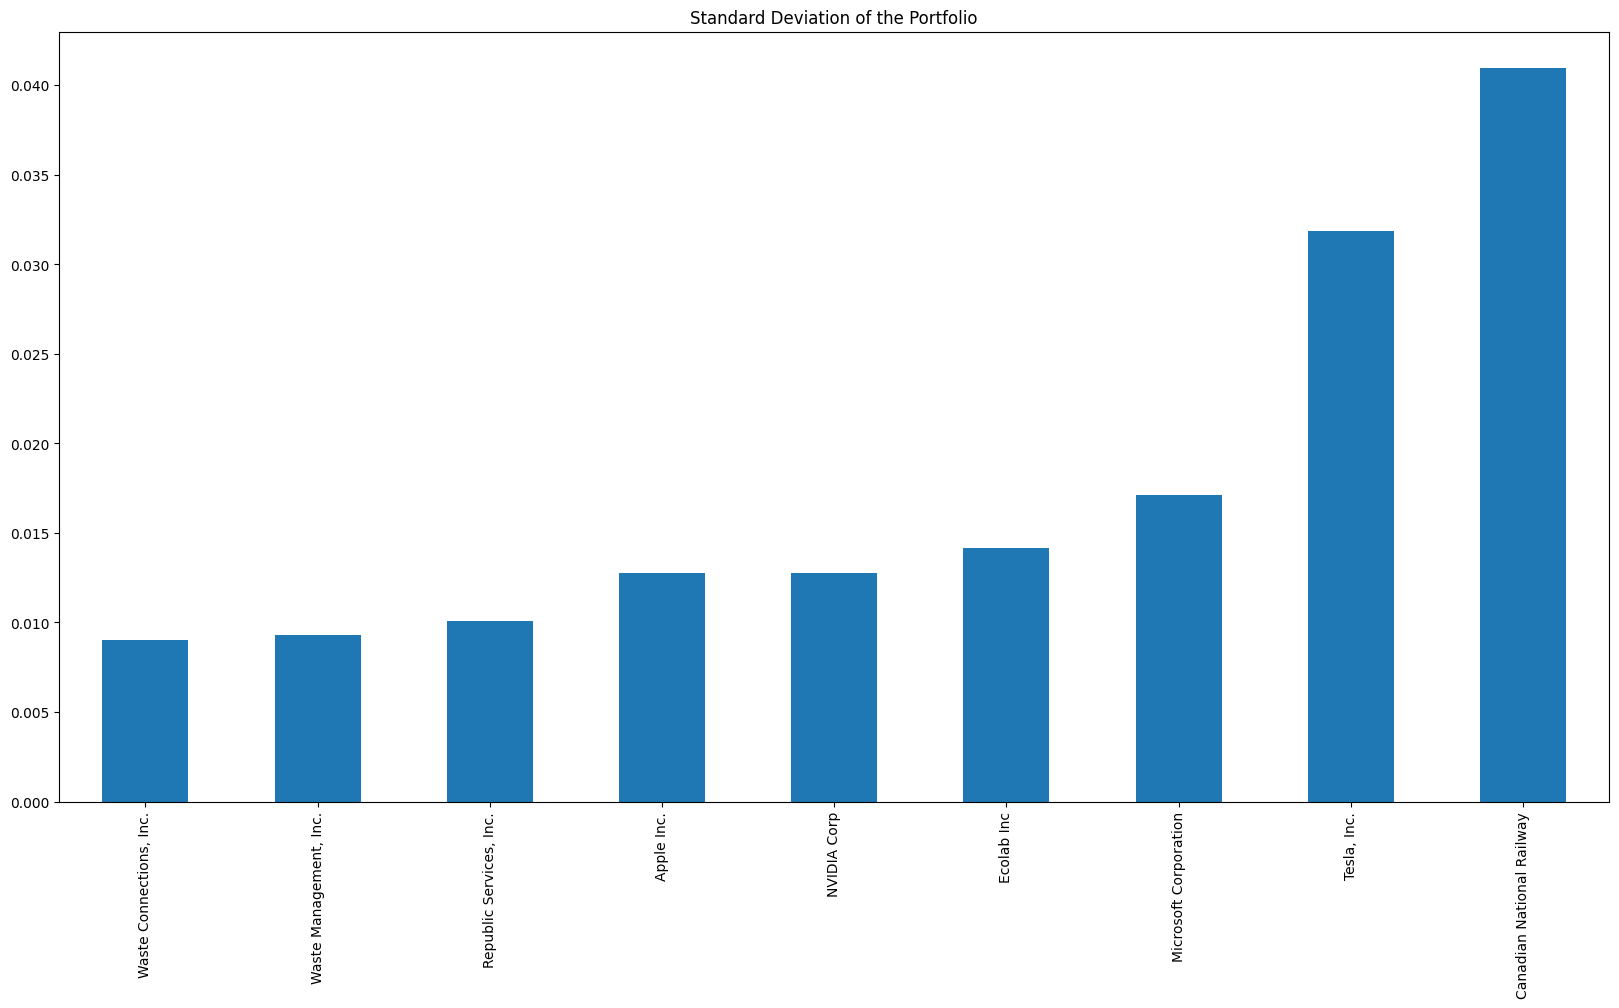 Standard Deviation of the Portfolio
0.040
0.035
0.030
0.025
0.020
0.015
0.010
0.005
0.000
Waste Connections, Inc.
Waste Management, Inc.
Republic Services, Inc.
Apple Inc.
NVIDIA Corp
Ecolab Inc
Microsoft Corporation
Tesla, Inc.
Canadian National Railway